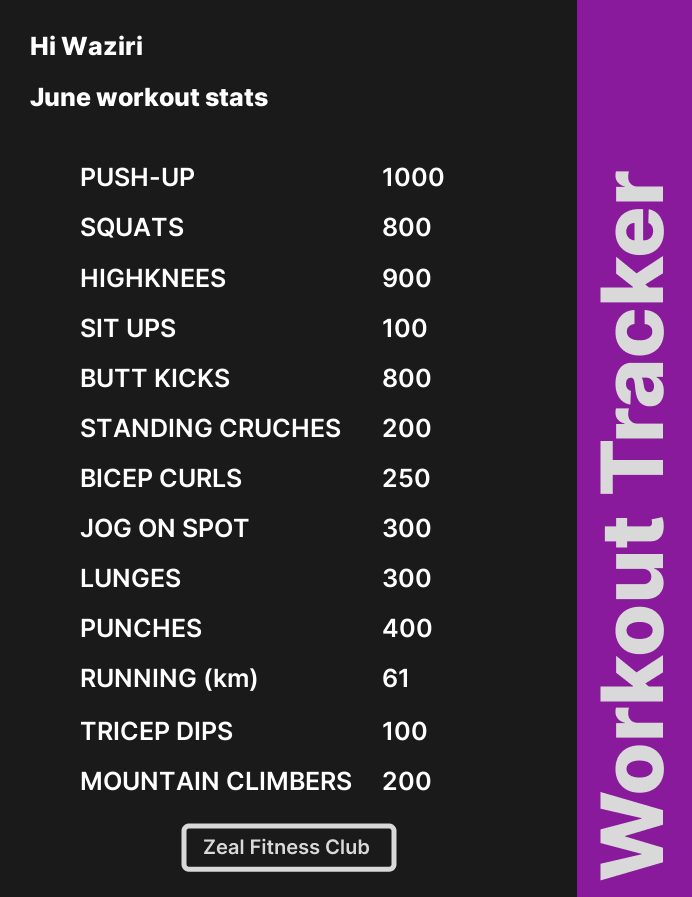 Hi Waziri
June workout stats
PUSH-UP 1000
SQUATS 800
HIGHKNEES 900
SIT UPS 100
BUTT KICKS 800
STANDING CRUCHES 200
BICEP CURLS 250
JOG ON SPOT 300
LUNGES 300
PUNCHES 400
RUNNING (km) 61
TRICEP DIPS 100
MOUNTAIN CLIMBERS 200
Zeal Fitness Club
Workout Tracker